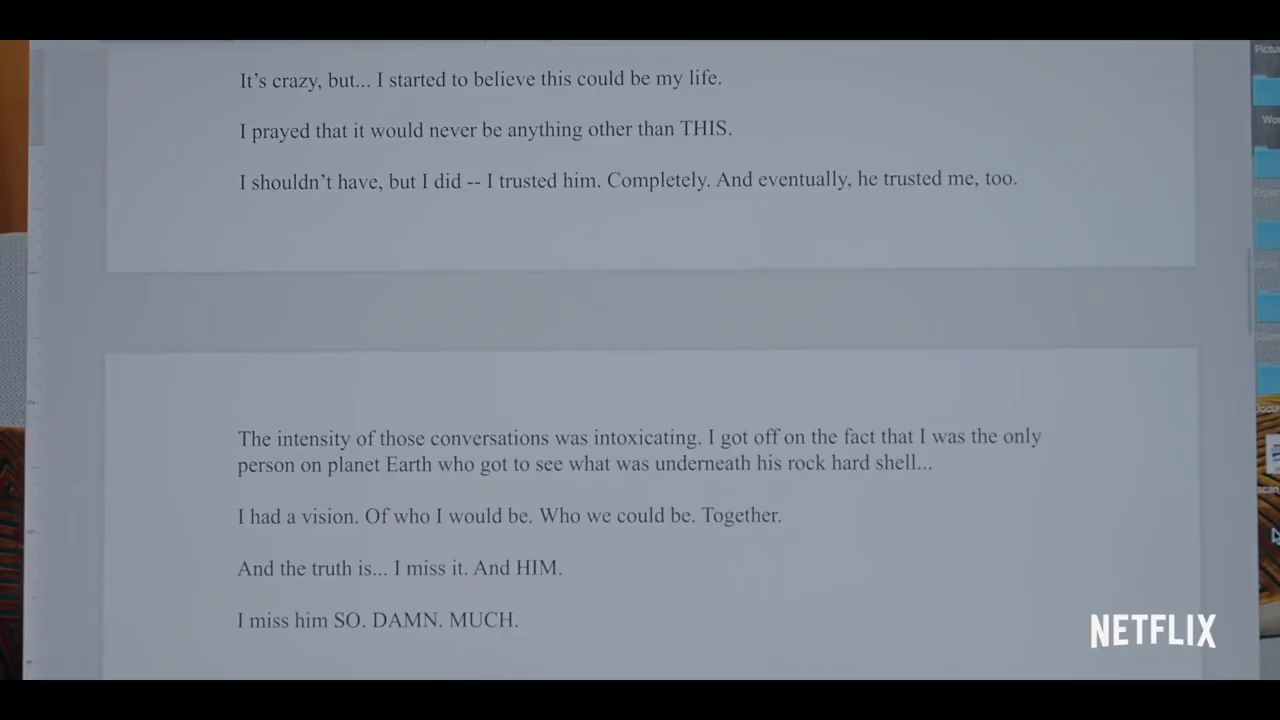 It's crazy, but... I started to believe this could be my life.
I prayed that it would never be anything other than THIS.
I shouldn't have, but I did -- I trusted him. Completely. And eventually, he trusted me, too.
The intensity of those conversations was intoxicating. I got off on the fact that I was the only
person on planet Earth who got to see what was underneath his rock hard shell...
I had a vision. Of who I would be. Who we could be. Together.
And the truth is... I miss it. And HIM.
I miss him SO. DAMN. MUCH.
NETFLIX